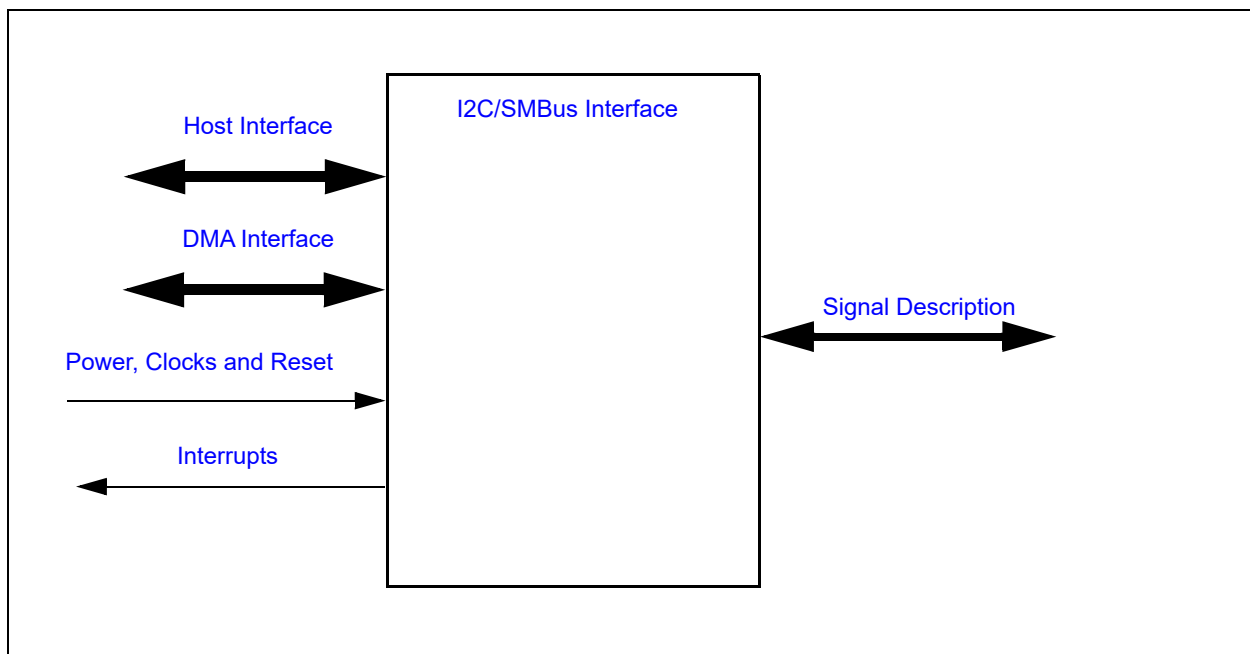 I2C/SMBus Interface
Host Interface
DMA Interface
Signal Description
Power, Clocks and Reset
Interrupts